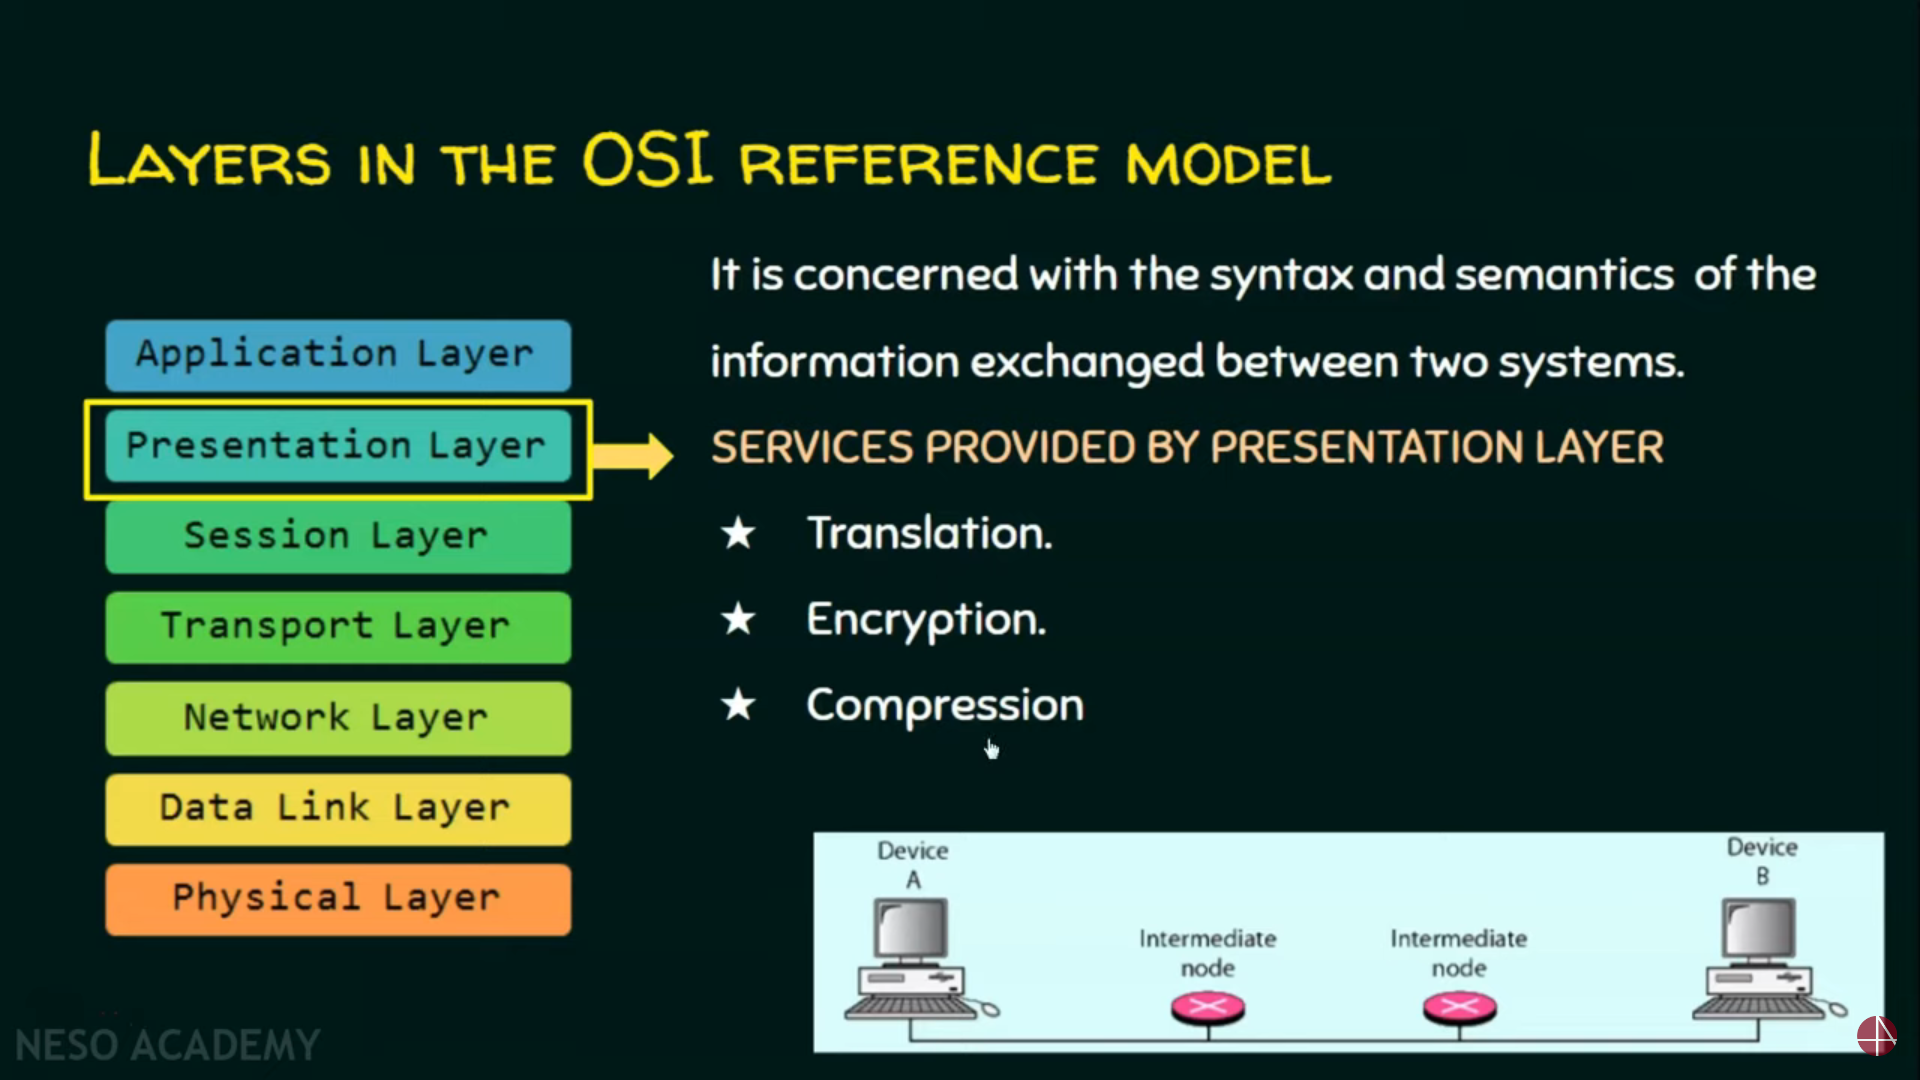 LAYERS IN THE OSI REFERENCE MODEL
Application Layer
Presentation Layer
Session Layer
Transport Layer
Network Layer
Data Link Layer
Physical Layer
It is concerned with the syntax and semantics of the
information exchanged between two systems.
SERVICES PROVIDED BY PRESENTATION LAYER
★ Translation.
★ Encryption.
★ Compression
Device
A
Intermediate
node
Intermediate
node
Device
B
NESO ACADEMY